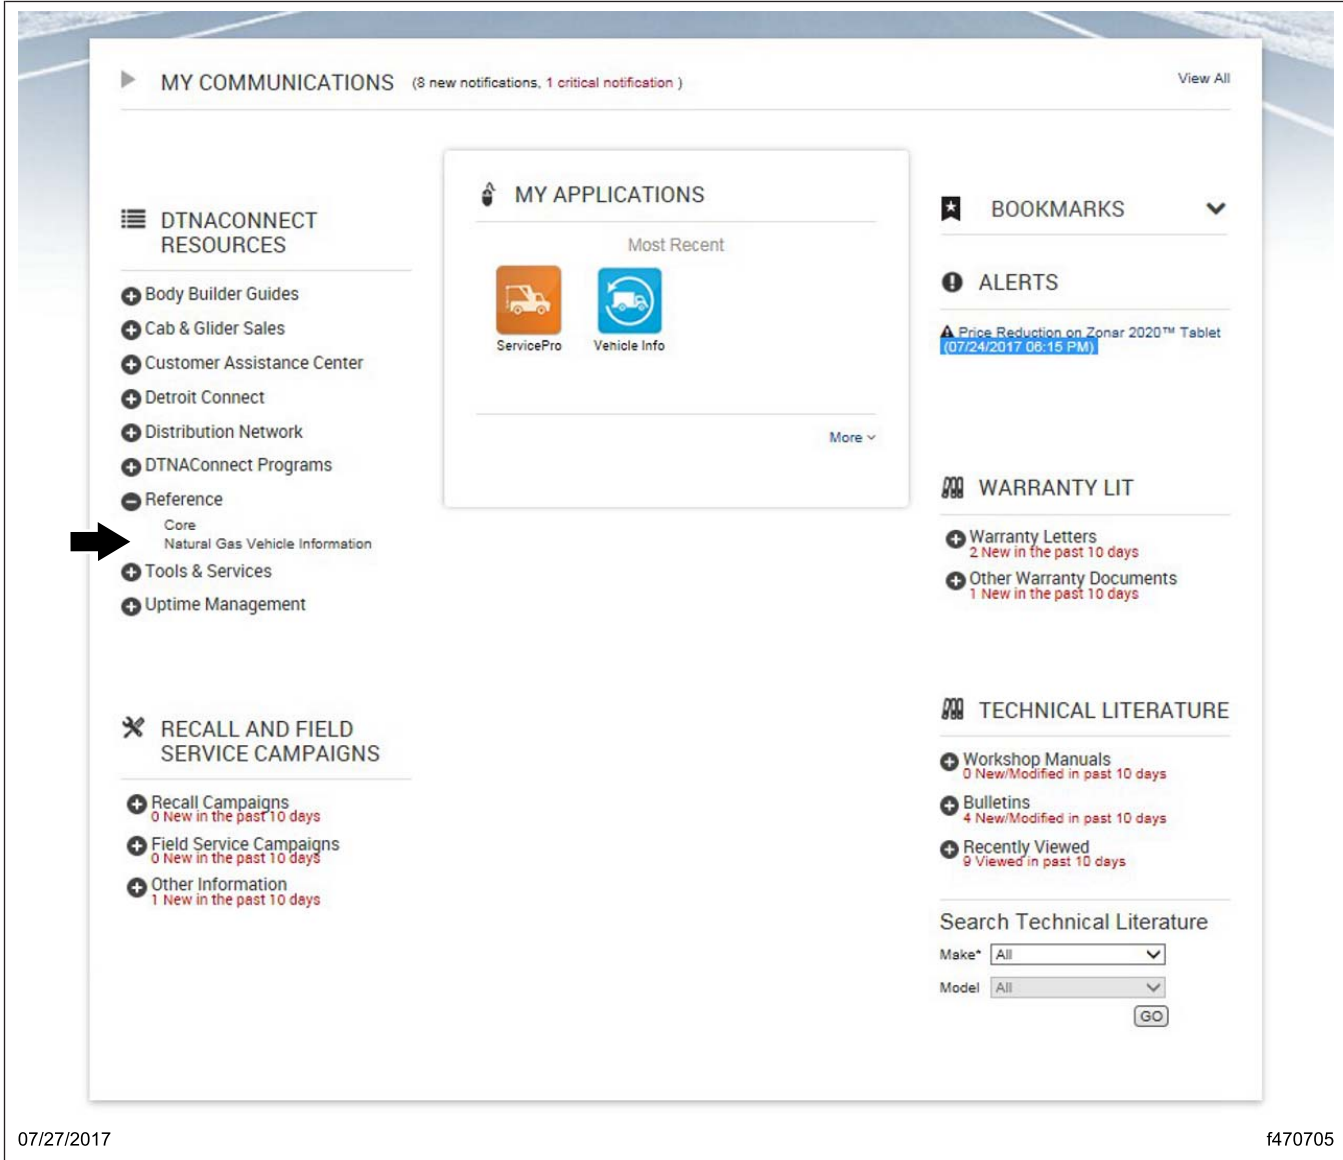 MY COMMUNICATIONS (8 new notifications, 1 critical notification )
View All
DTNACONNECT
RESOURCES
Body Builder Guides
Cab & Glider Sales
Customer Assistance Center
Detroit Connect
Distribution Network
DTNAConnect Programs
Reference
Core
Natural Gas Vehicle Information
Tools & Services
Uptime Management
RECALL AND FIELD
SERVICE CAMPAIGNS
Recall Campaigns
0 New in the past 10 days
Field Service Campaigns
0 New in the past 10 days
Other Information
1 New in the past 10 days
MY APPLICATIONS
Most Recent
ServicePro
Vehicle Info
More
BOOKMARKS
ALERTS
Price Reduction on Zonar 2020™ Tablet
(07/24/2017 06:15 PM)
WARRANTY LIT
Warranty Letters
2 New in the past 10 days
Other Warranty Documents
1 New in the past 10 days
TECHNICAL LITERATURE
Workshop Manuals
0 New/Modified in past 10 days
Bulletins
4 New/Modified in past 10 days
Recently Viewed
9 Viewed in past 10 days
Search Technical Literature
Make* All
Model All
GO
07/27/2017
f470705